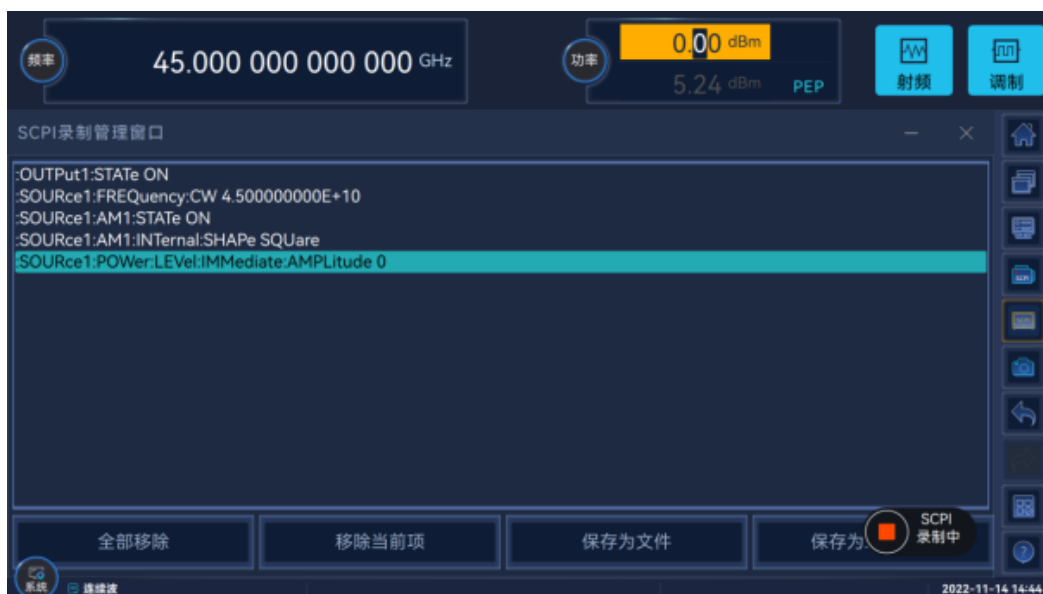 频率
45.000 000 000 000 GHz
功率
0.00 dBm
5.24 dBm PEP
射频
调制
SCPI录制管理窗口
:OUTPut1:STATe ON
:SOURce1:FREQuency:CW 4.500000000E+10
:SOURce1:AM1:STATe ON
:SOURce1:AM1:INTernal:SHAPe SQUare
:SOURce1:POWer:LEVel:IMMediate:AMPLitude 0
全部移除
移除当前项
保存为文件
保存为
SCPI
录制中
系统
连续波
2022-11-14 14:44